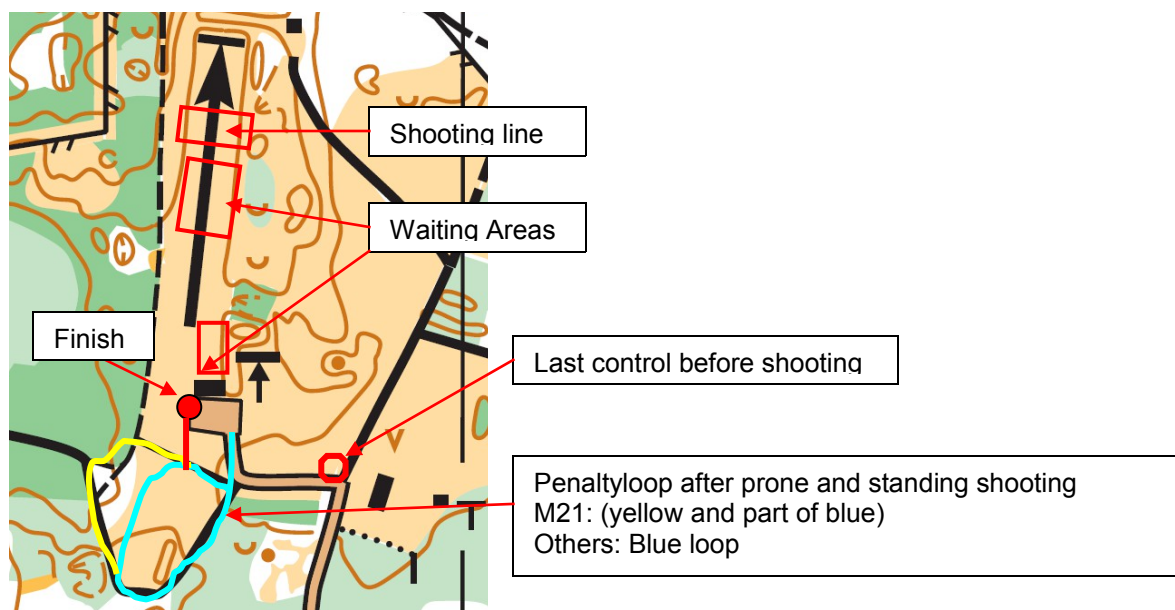 Shooting line
Waiting Areas
Finish
Last control before shooting
Penaltyloop after prone and standing shooting
M21: (yellow and part of blue)
Others: Blue loop